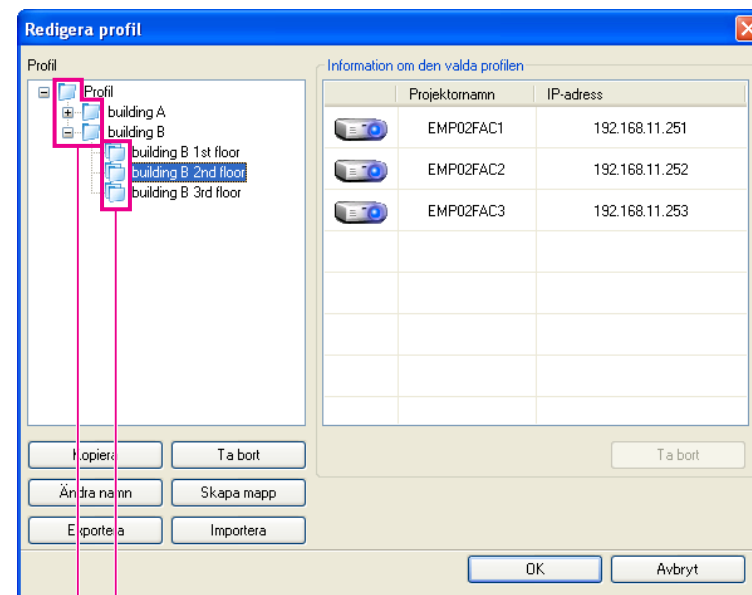 Redigera profil
Profil
Profil
building A
building B
building B 1st floor
building B 2nd floor
building B 3rd floor
Information om den valda profilen
Projektornamn IP-adress
EMP02FAC1 192.168.11.251
EMP02FAC2 192.168.11.252
EMP02FAC3 192.168.11.253
Kopiera Ta bort
Ändra namn Skapa mapp
Exportera Importera
Ta bort
OK Avbryt